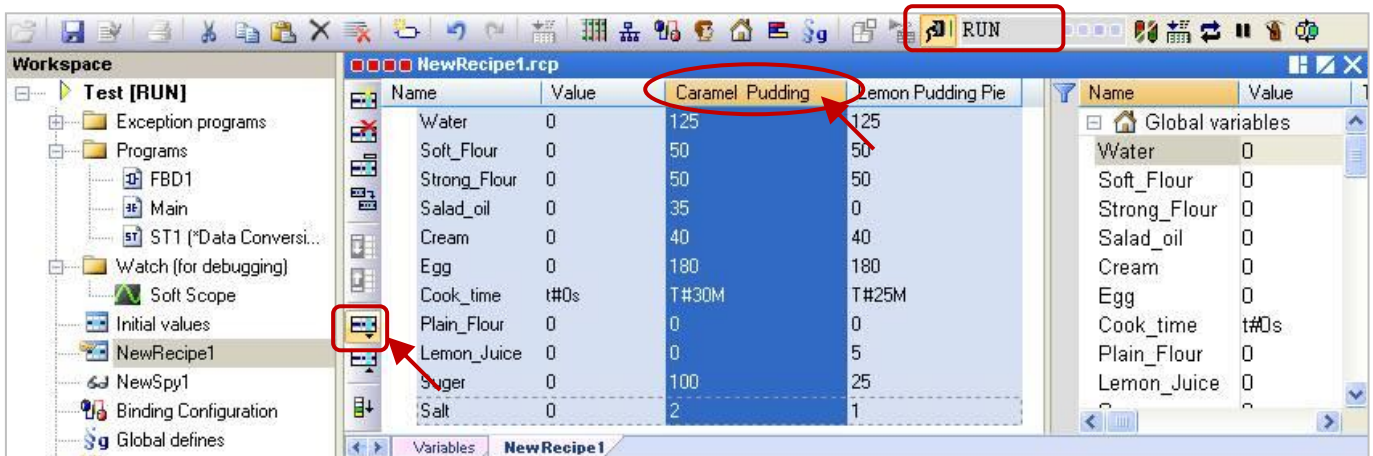 RUN
Workspace
Test [RUN]
Exception programs
Programs
FBD1
Main
ST1 (*Data Conversi...
Watch (for debugging)
Soft Scope
Initial values
NewRecipe1
NewSpy1
Binding Configuration
Global defines
NewRecipe1.rcp
Name Value Caramel Pudding Lemon Pudding Pie
Water 0 125 125
Soft_Flour 0 50 50
Strong_Flour 0 50 50
Salad_oil 0 35 0
Cream 0 40 40
Egg 0 180 180
Cook_time t#0s T#30M T#25M
Plain_Flour 0 0 0
Lemon_Juice 0 0 5
Suger 0 100 25
Salt 0 2 1
Variables NewRecipe1
Name Value
Global variables
Water 0
Soft_Flour 0
Strong_Flour 0
Salad_oil 0
Cream 0
Egg 0
Cook_time t#0s
Plain_Flour 0
Lemon_Juice 0